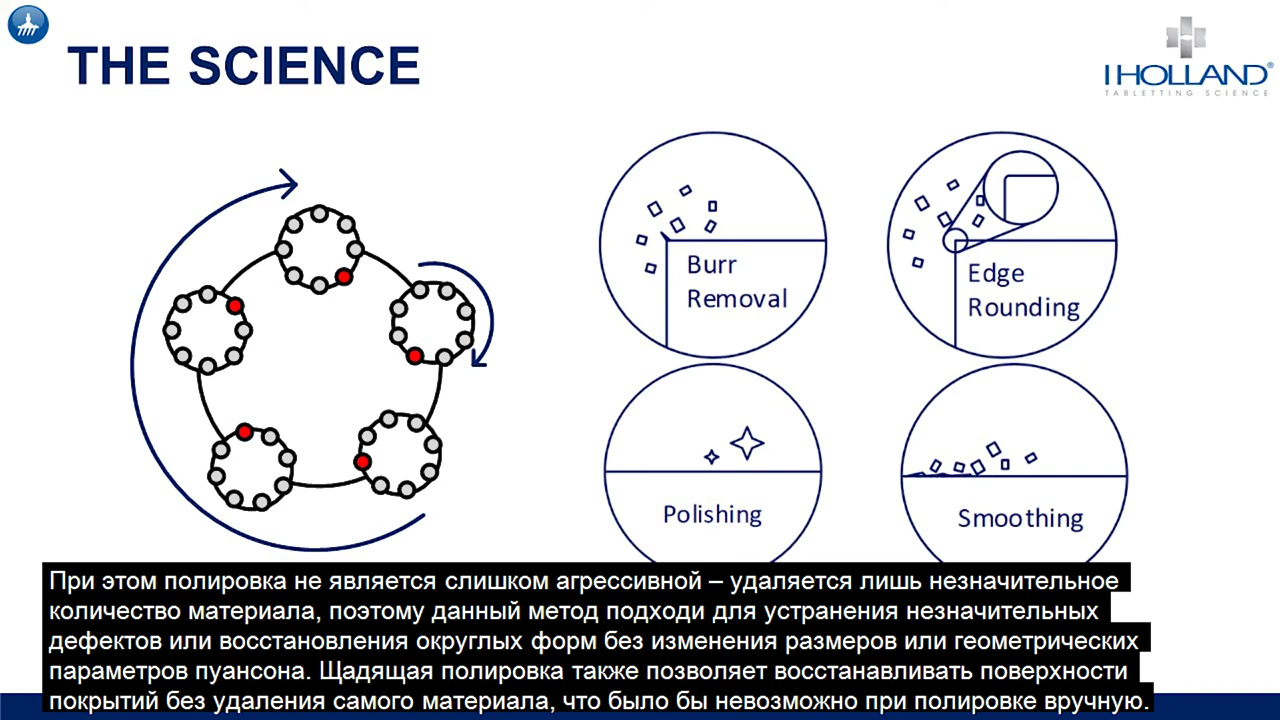 THE SCIENCE
IHOLLAND®
TABLETTING SCIENCE
Burr
Removal
Edge
Rounding
Polishing
Smoothing
При этом полировка не является слишком агрессивной – удаляется лишь незначительное
количество материала, поэтому данный метод подходи для устранения незначительных
дефектов или восстановления округлых форм без изменения размеров или геометрических
параметров пуансона. Щадящая полировка также позволяет восстанавливать поверхности
покрытий без удаления самого материала, что было бы невозможно при полировке вручную.